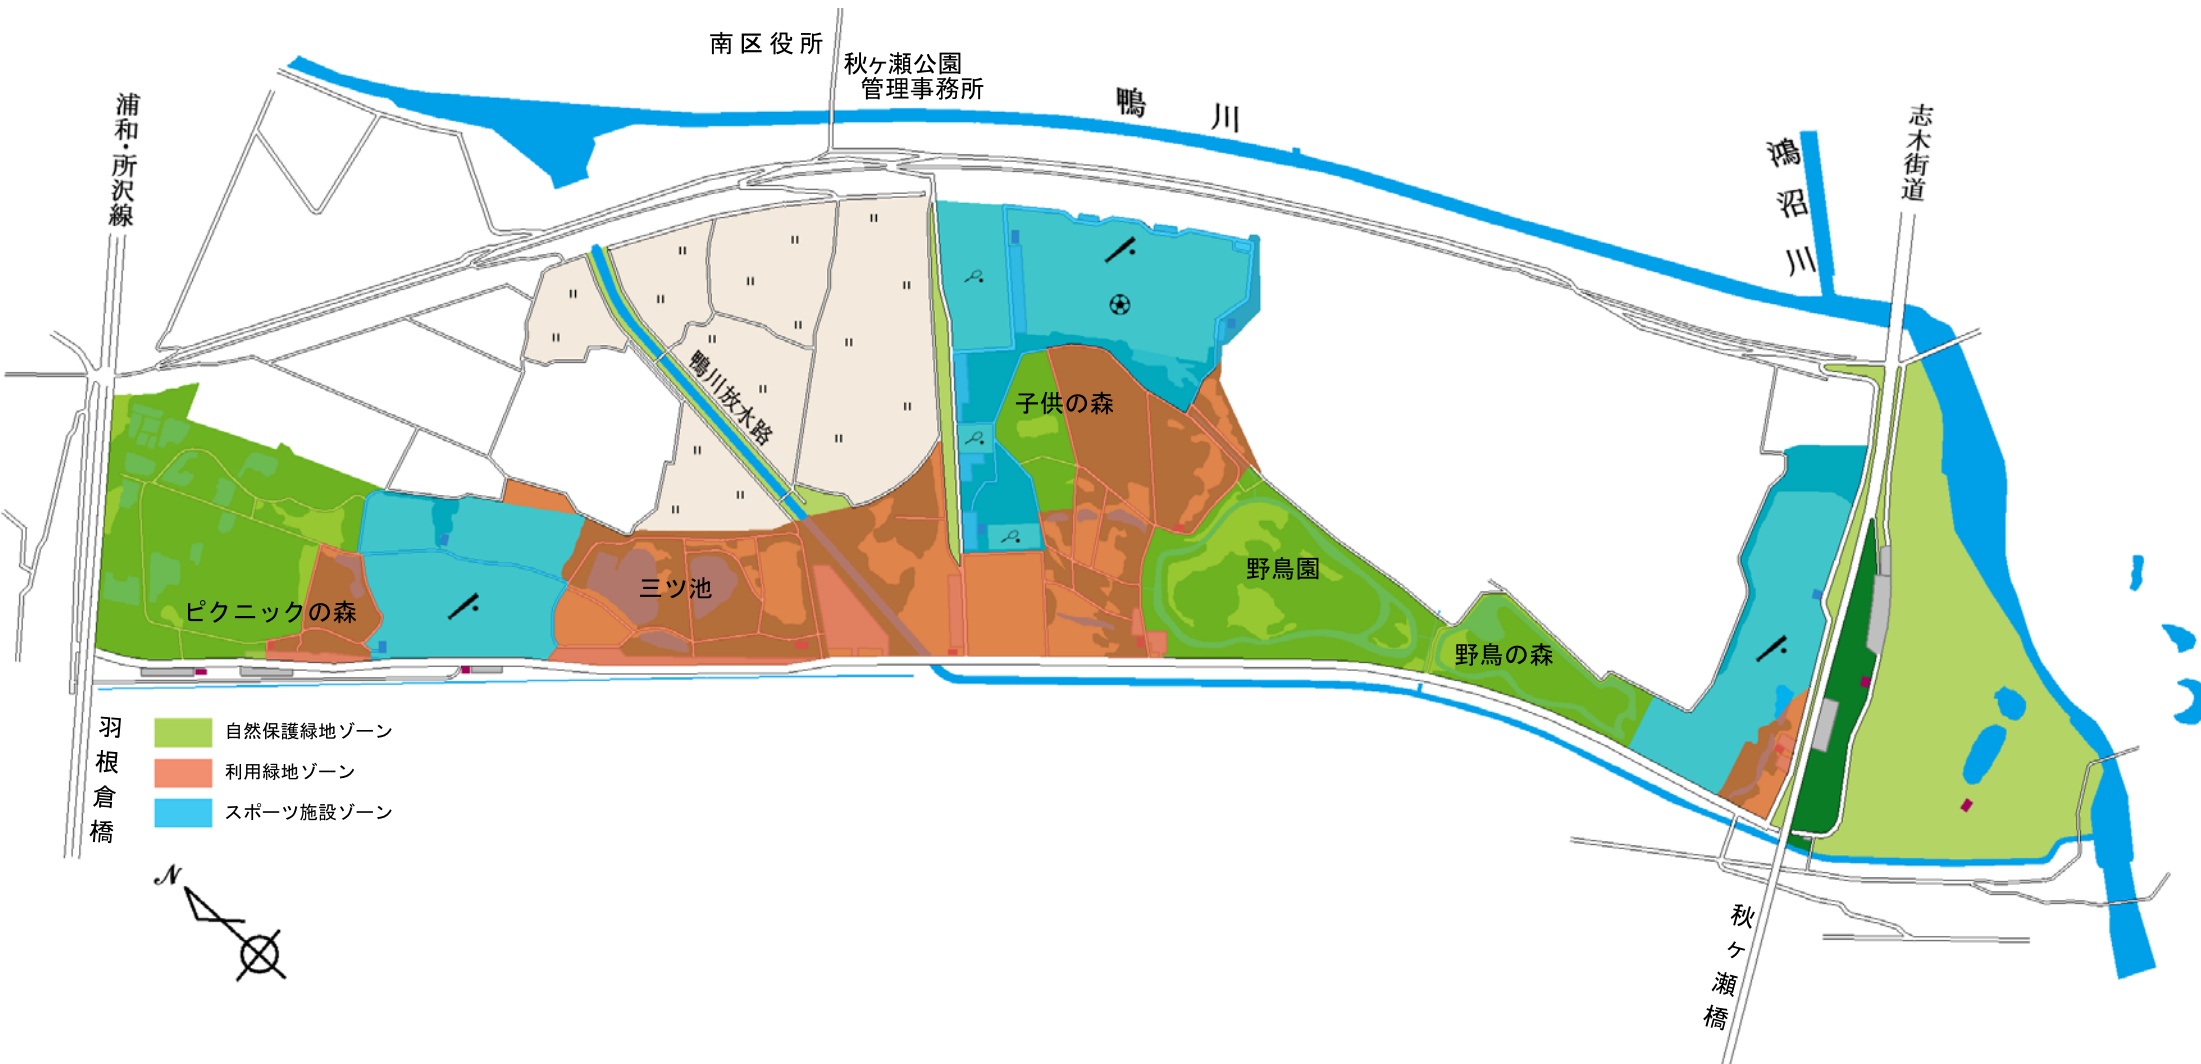 南区役所
秋ヶ瀬公園
管理事務所
鴨川
鴻沼川
志木街道
浦和・所沢線
鴨川放水路
子供の森
野鳥園
三ツ池
ピクニックの森
野鳥の森
羽根倉橋
自然保護緑地ゾーン
利用緑地ゾーン
スポーツ施設ゾーン
N
秋ヶ瀬橋